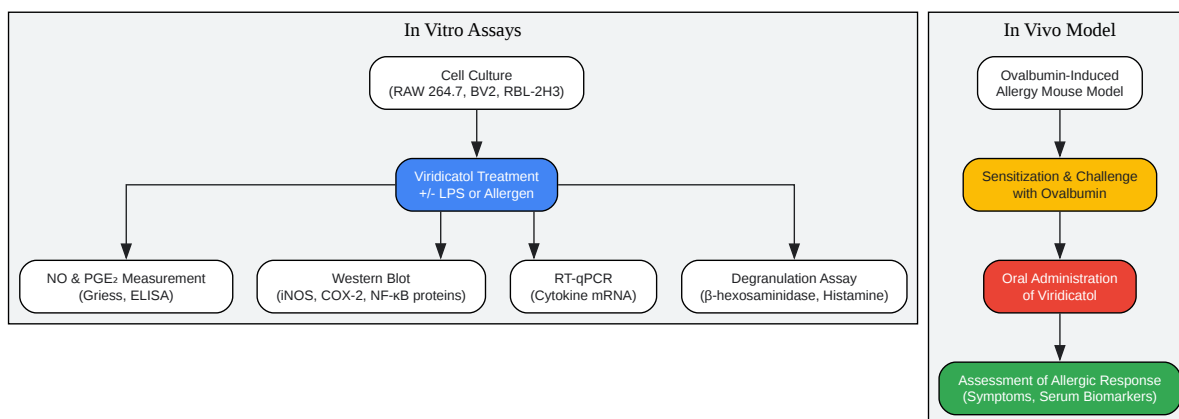 In Vitro Assays
Cell Culture
(RAW 264.7, BV2, RBL-2H3)
Viridicatol Treatment
+/- LPS or Allergen
NO & PGE₂ Measurement
(Griess, ELISA)
Western Blot
(iNOS, COX-2, NF-κB proteins)
RT-qPCR
(Cytokine mRNA)
Degranulation Assay
(β-hexosaminidase, Histamine)
In Vivo Model
Ovalbumin-Induced
Allergy Mouse Model
Sensitization & Challenge
with Ovalbumin
Oral Administration
of Viridicatol
Assessment of Allergic Response
(Symptoms, Serum Biomarkers)